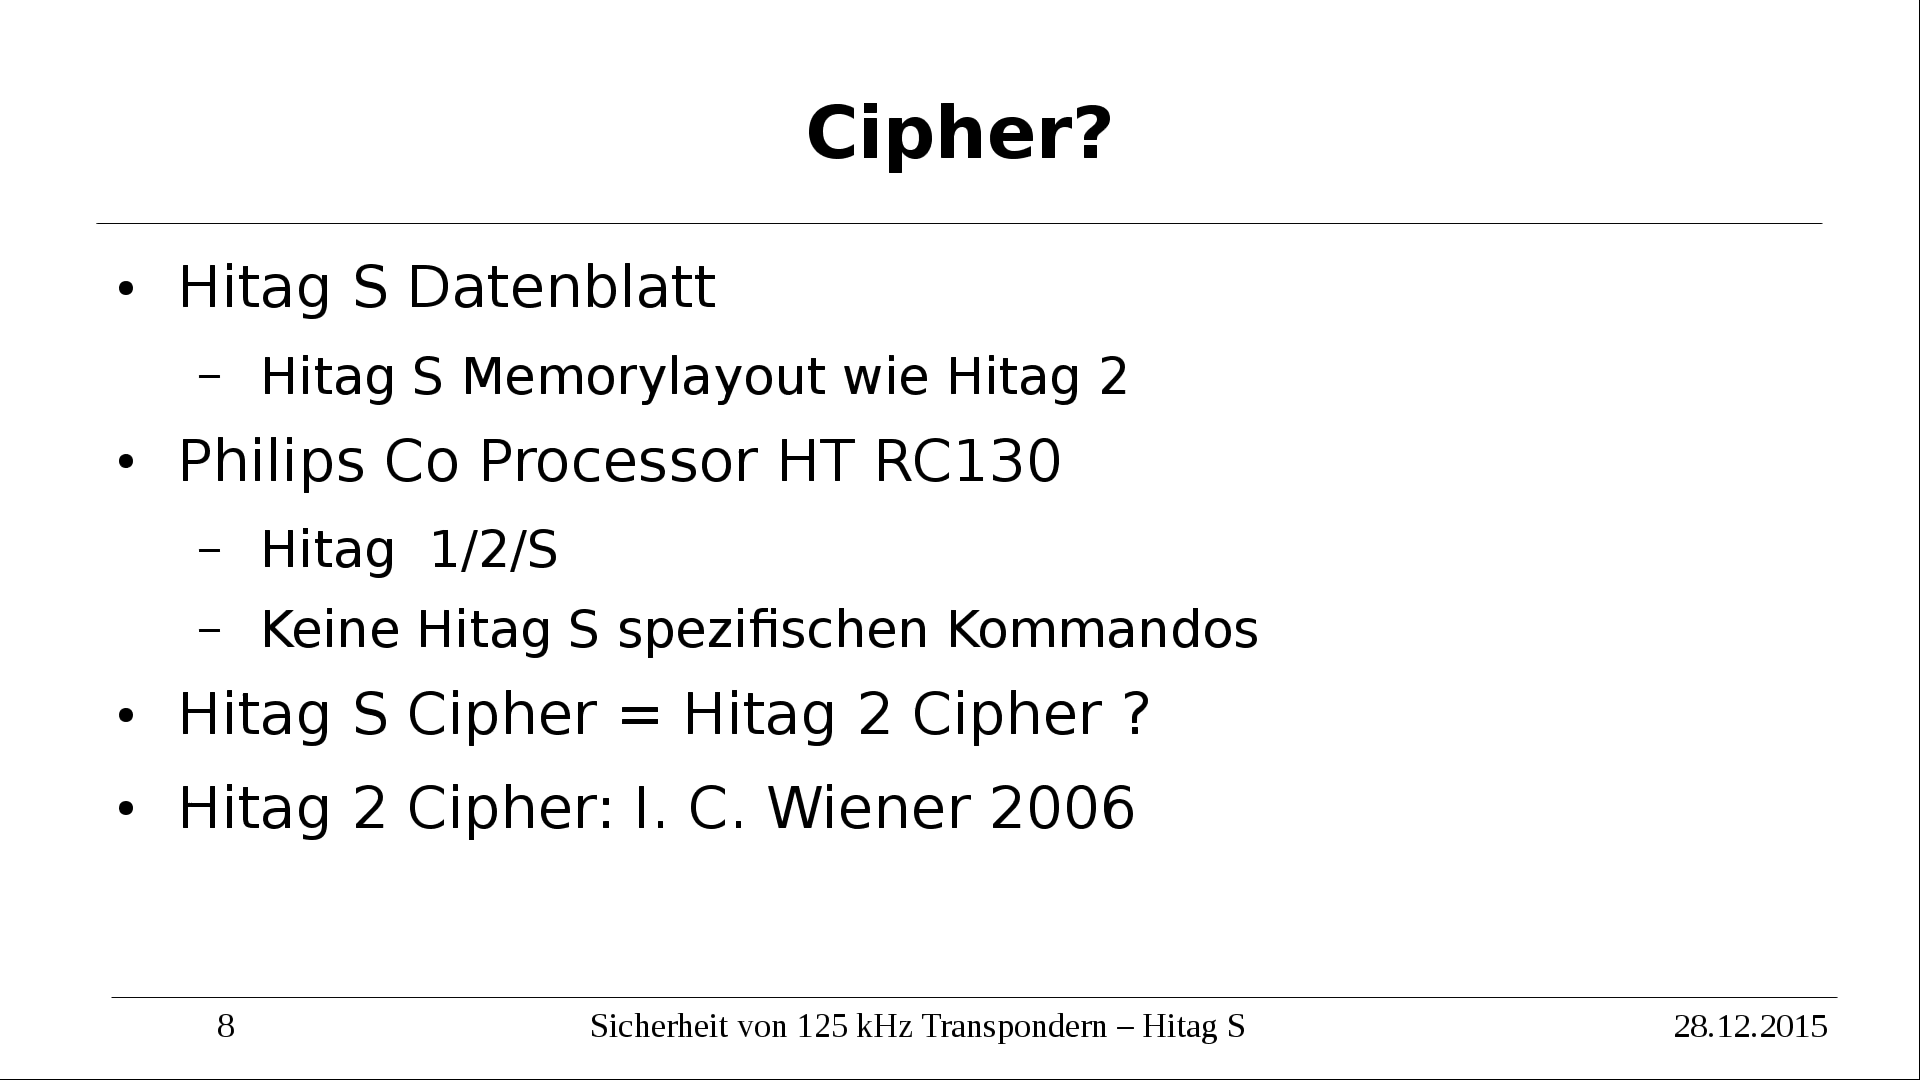 Cipher?
• Hitag S Datenblatt
– Hitag S Memorylayout wie Hitag 2
• Philips Co Processor HT RC130
– Hitag  1/2/S
– Keine Hitag S spezifischen Kommandos
• Hitag S Cipher = Hitag 2 Cipher ?
• Hitag 2 Cipher: I. C. Wiener 2006
8 Sicherheit von 125 kHz Transpondern – Hitag S 28.12.2015